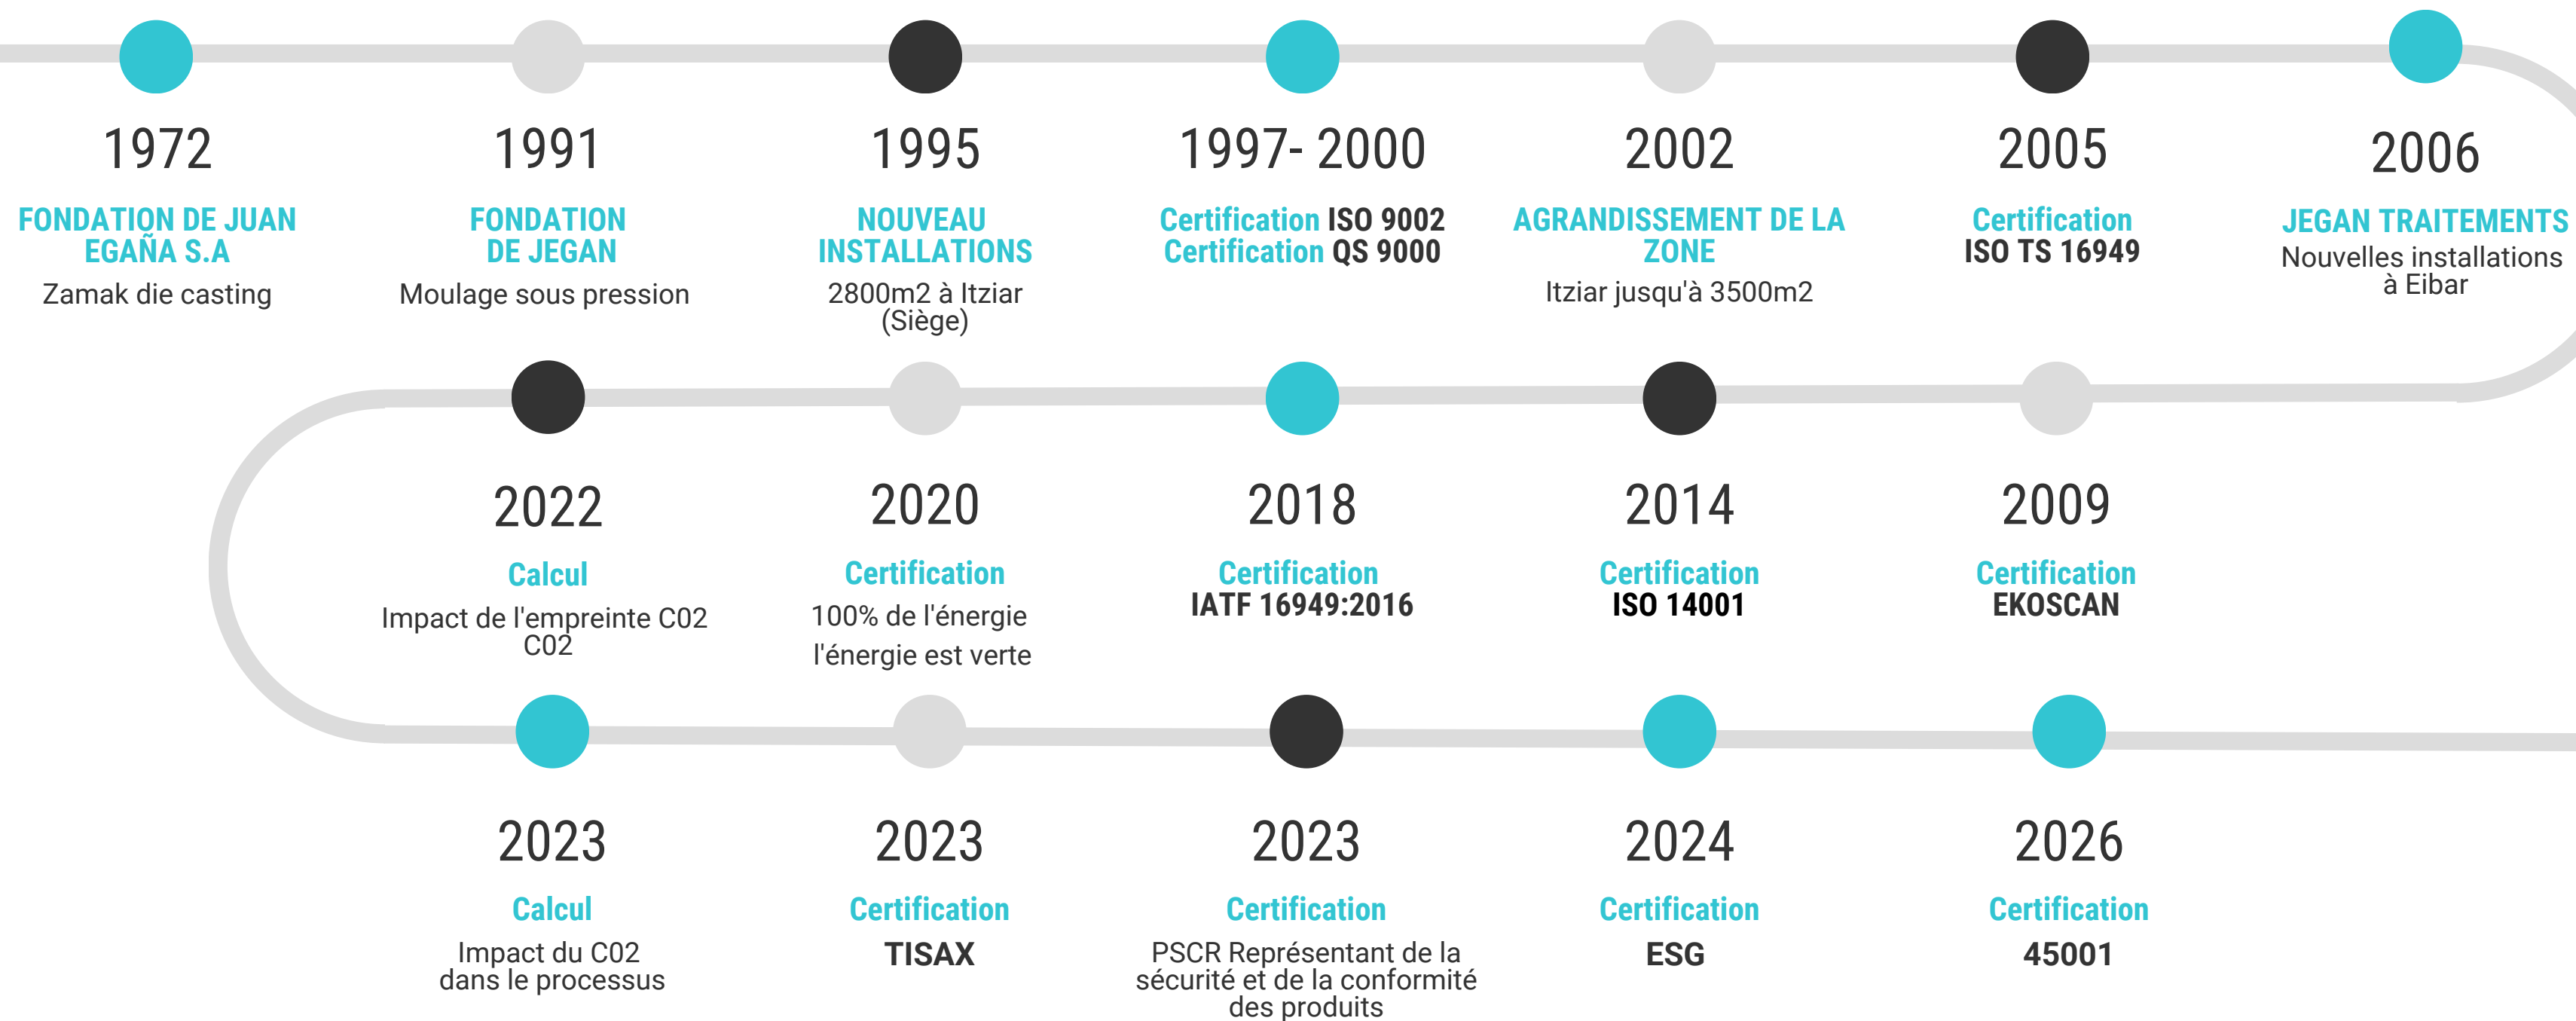 1972
FONDATION DE JUAN
EGAÑA S.A
Zamak die casting
1991
FONDATION
DE JEGAN
Moulage sous pression
1995
NOUVEAU
INSTALLATIONS
2800m2 à Itziar
(Siège)
1997- 2000
Certification ISO 9002
Certification QS 9000
2002
AGRANDISSEMENT DE LA
ZONE
Itziar jusqu'à 3500m2
2005
Certification
ISO TS 16949
2006
JEGAN TRAITEMENTS
Nouvelles installations
à Eibar
2022
Calcul
Impact de l'empreinte C02
C02
2020
Certification
100% de l'énergie
l'énergie est verte
2018
Certification
IATF 16949:2016
2014
Certification
ISO 14001
2009
Certification
EKOSCAN
2023
Calcul
Impact du C02
dans le processus
2023
Certification
TISAX
2023
Certification
PSCR Représentant de la
sécurité et de la conformité
des produits
2024
Certification
ESG
2026
Certification
45001